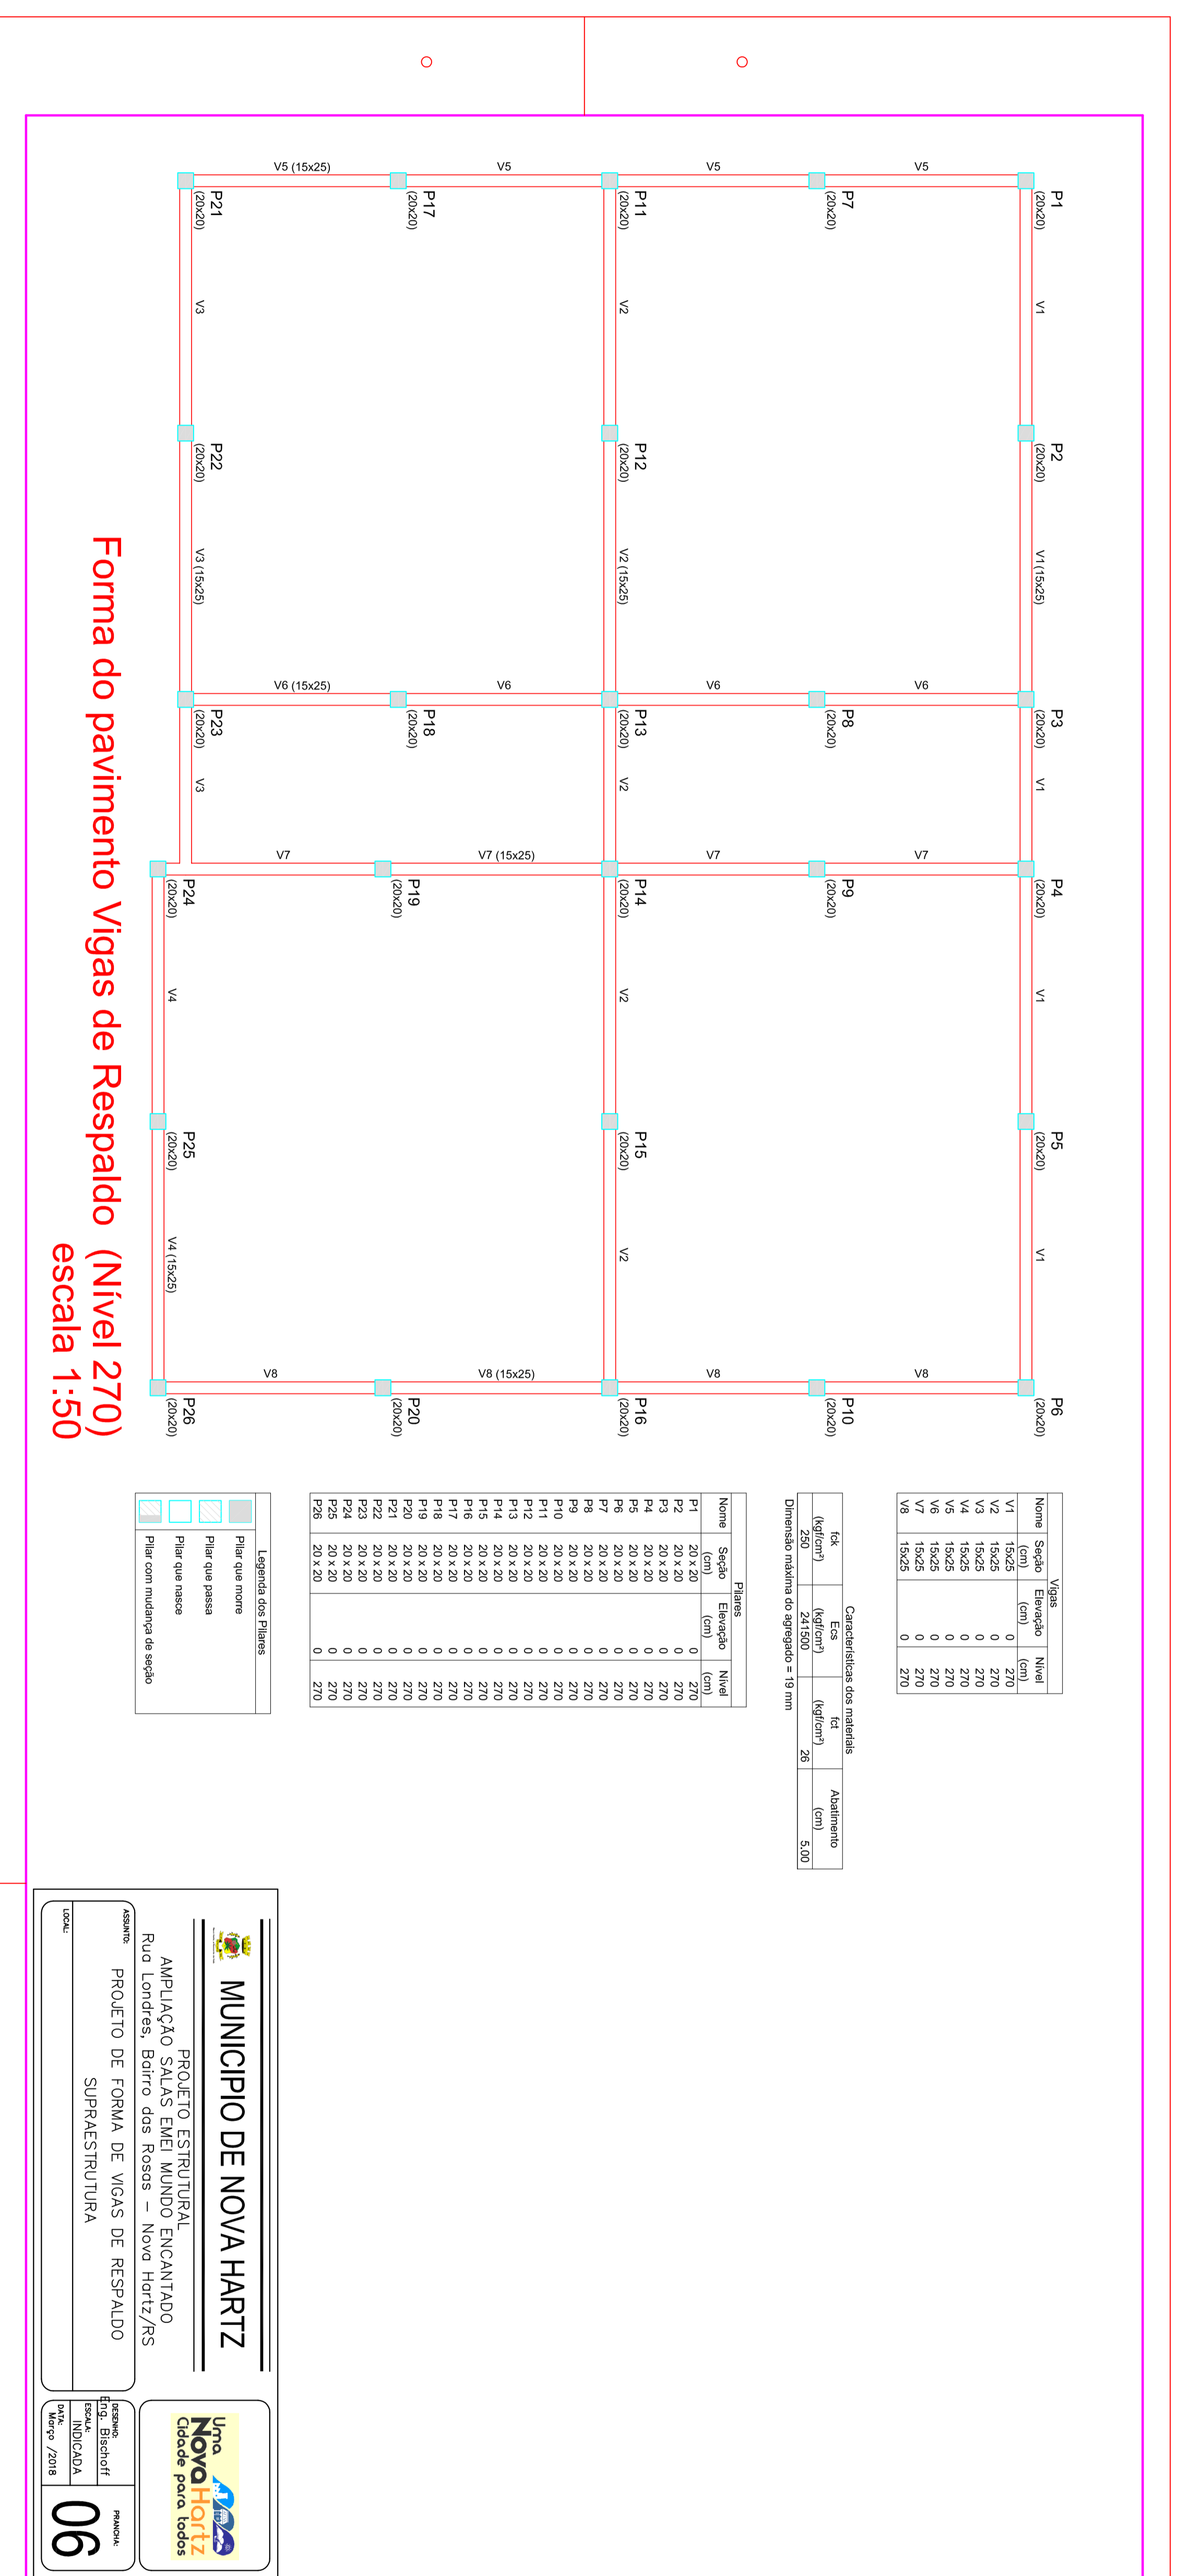 P1
(20x20)
V1
P2
(20x20)
V1 (15x25)
P3
(20x20)
V1
P4
(20x20)
V1
P5
(20x20)
V1
P6
(20x20)
V5
V6
V7
V8
P7
(20x20)
P8
(20x20)
P9
(20x20)
P10
(20x20)
V5
V6
V7
V8
P11
(20x20)
V2
P12
(20x20)
V2 (15x25)
P13
(20x20)
V2
P14
(20x20)
V2
P15
(20x20)
V2
P16
(20x20)
V5
V6
V7 (15x25)
V8 (15x25)
P17
(20x20)
P18
(20x20)
P19
(20x20)
P20
(20x20)
V5 (15x25)
V6 (15x25)
V7
V8
P21
(20x20)
V3
P22
(20x20)
V3 (15x25)
P23
(20x20)
V3
P24
(20x20)
V4
P25
(20x20)
V4 (15x25)
P26
(20x20)
Forma do pavimento Vigas de Respaldo (Nível 270)
escala 1:50
Vigas
Nome Seção Elevação Nível
(cm) (cm) (cm)
V1 15x25 0 270
V2 15x25 0 270
V3 15x25 0 270
V4 15x25 0 270
V5 15x25 0 270
V6 15x25 0 270
V7 15x25 0 270
V8 15x25 0 270
Características dos materiais
fck Ecs fct Abatimento
(kgf/cm²) (kgf/cm²) (kgf/cm²) (cm)
250 241500 26 5.00
Dimensão máxima do agregado = 19 mm
Pilares
Nome Seção Elevação Nível
(cm) (cm) (cm)
P1 20 x 20 0 270
P2 20 x 20 0 270
P3 20 x 20 0 270
P4 20 x 20 0 270
P5 20 x 20 0 270
P6 20 x 20 0 270
P7 20 x 20 0 270
P8 20 x 20 0 270
P9 20 x 20 0 270
P10 20 x 20 0 270
P11 20 x 20 0 270
P12 20 x 20 0 270
P13 20 x 20 0 270
P14 20 x 20 0 270
P15 20 x 20 0 270
P16 20 x 20 0 270
P17 20 x 20 0 270
P18 20 x 20 0 270
P19 20 x 20 0 270
P20 20 x 20 0 270
P21 20 x 20 0 270
P22 20 x 20 0 270
P23 20 x 20 0 270
P24 20 x 20 0 270
P25 20 x 20 0 270
P26 20 x 20 0 270
Legenda dos Pilares
Pilar que morre
Pilar que passa
Pilar que nasce
Pilar com mudança de seção
MUNICIPIO DE NOVA HARTZ
PROJETO ESTRUTURAL
AMPLIAÇÃO SALAS EMEI MUNDO ENCANTADO
Rua Londres, Bairro das Rosas – Nova Hartz/RS
ASSUNTO:
PROJETO DE FORMA DE VIGAS DE RESPALDO
SUPRAESTRUTURA
LOCAL:
Uma
Nova Hartz
Cidade para todos
DESENHO:
Eng. Bischoff
ESCALA:
INDICADA
DATA:
Março /2018
PRANCHA:
06